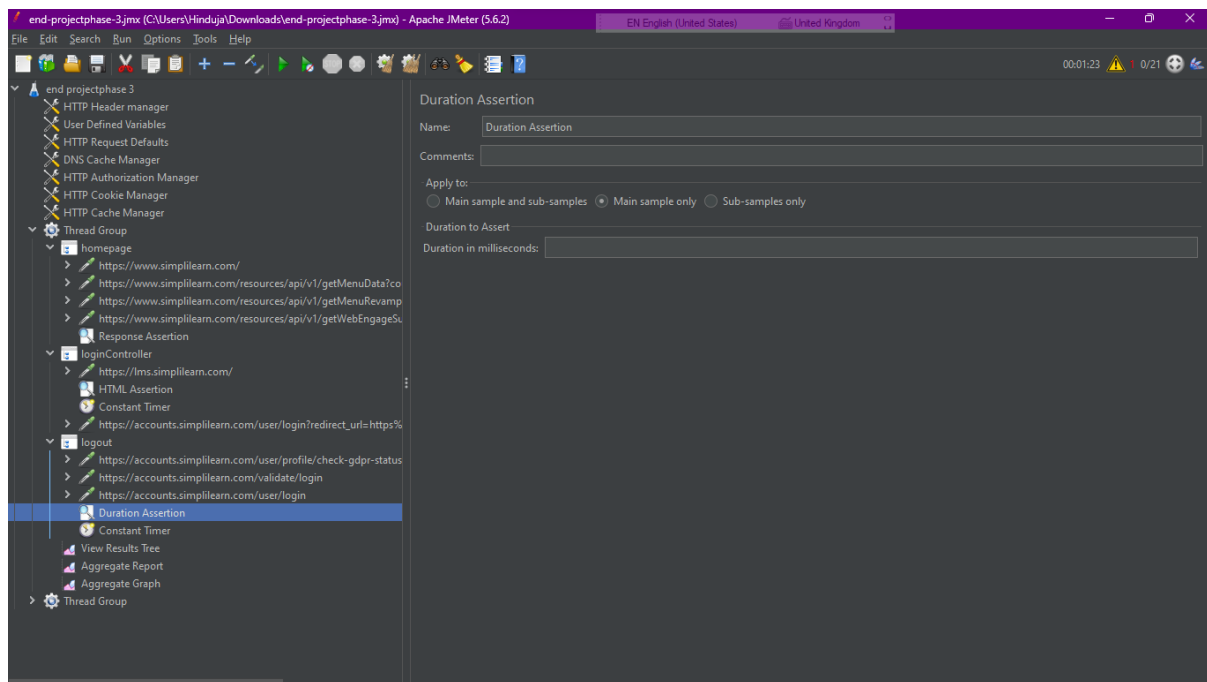 end-projectphase-3.jmx (C:\Users\Hinduja\Downloads\end-projectphase-3.jmx) - Apache JMeter (5.6.2)
EN English (United States)
United Kingdom
File Edit Search Run Options Tools Help
00:01:23 1 0/21
end projectphase 3
HTTP Header manager
User Defined Variables
HTTP Request Defaults
DNS Cache Manager
HTTP Authorization Manager
HTTP Cookie Manager
HTTP Cache Manager
Thread Group
homepage
https://www.simplilearn.com/
https://www.simplilearn.com/resources/api/v1/getMenuData?co
https://www.simplilearn.com/resources/api/v1/getMenuRevamp
https://www.simplilearn.com/resources/api/v1/getWebEngageSu
Response Assertion
loginController
https://lms.simplilearn.com/
HTML Assertion
Constant Timer
https://accounts.simplilearn.com/user/login?redirect_url=https%
logout
https://accounts.simplilearn.com/user/profile/check-gdpr-status
https://accounts.simplilearn.com/validate/login
https://accounts.simplilearn.com/user/login
Duration Assertion
Constant Timer
View Results Tree
Aggregate Report
Aggregate Graph
Thread Group
Duration Assertion
Name: Duration Assertion
Comments:
Apply to:
Main sample and sub-samples Main sample only Sub-samples only
Duration to Assert
Duration in milliseconds: